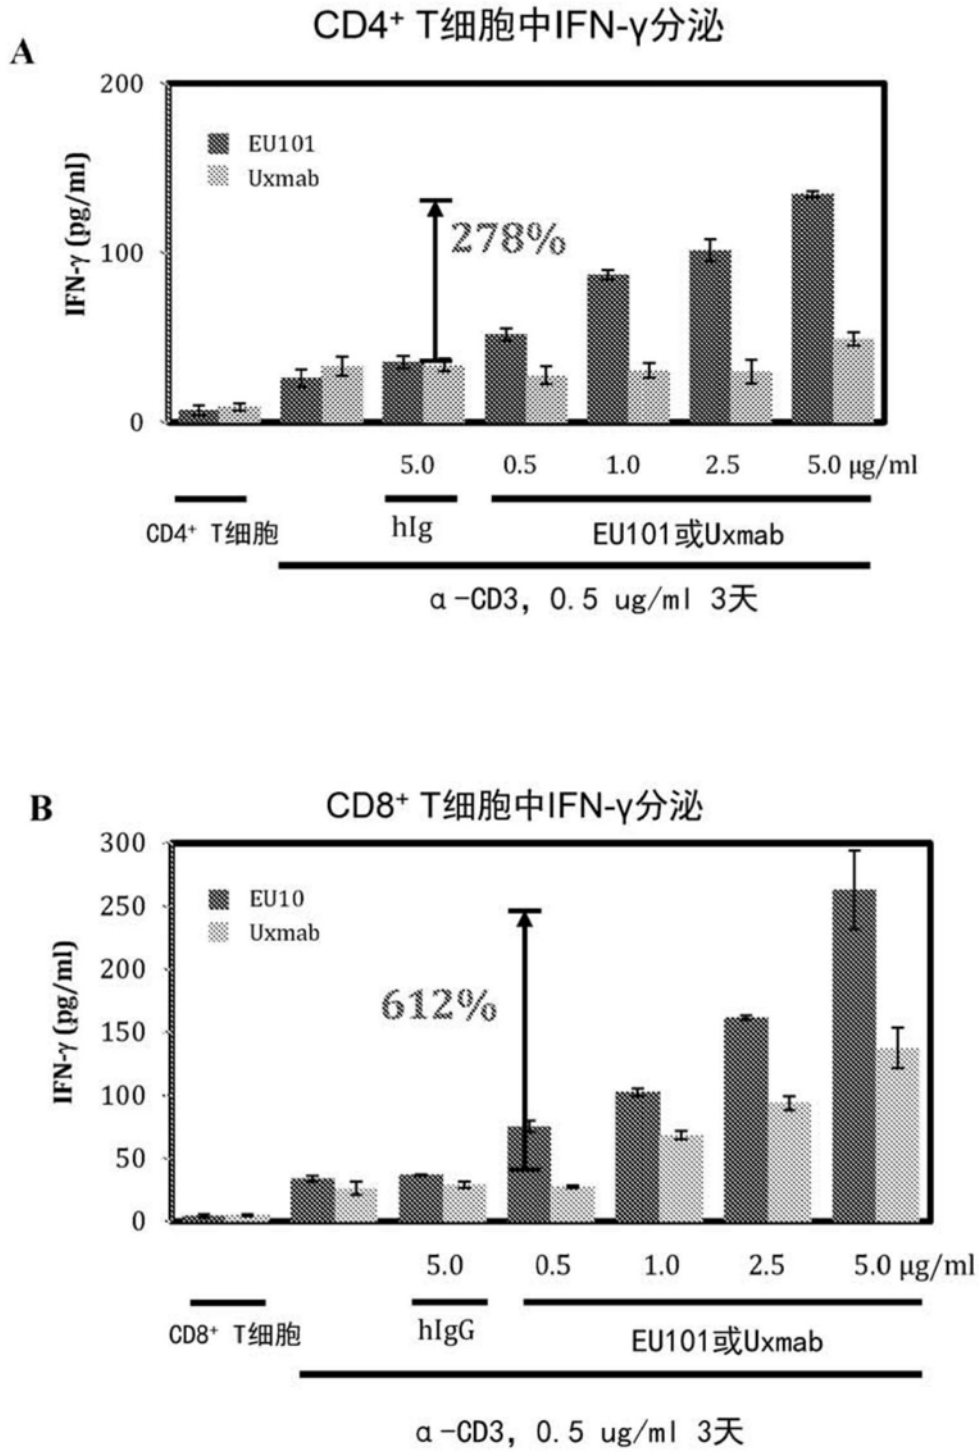 A
CD4⁺ T细胞中IFN-γ分泌
200
100
0
IFN-γ (pg/ml)
EU101
Uxmab
278%
5.0 0.5 1.0 2.5 5.0 μg/ml
CD4⁺ T细胞 hIg EU101或Uxmab
α-CD3, 0.5 ug/ml 3天
B
CD8⁺ T细胞中IFN-γ分泌
300
250
200
150
100
50
0
IFN-γ (pg/ml)
EU10
Uxmab
612%
5.0 0.5 1.0 2.5 5.0 μg/ml
CD8⁺ T细胞 hIgG EU101或Uxmab
α-CD3, 0.5 ug/ml 3天